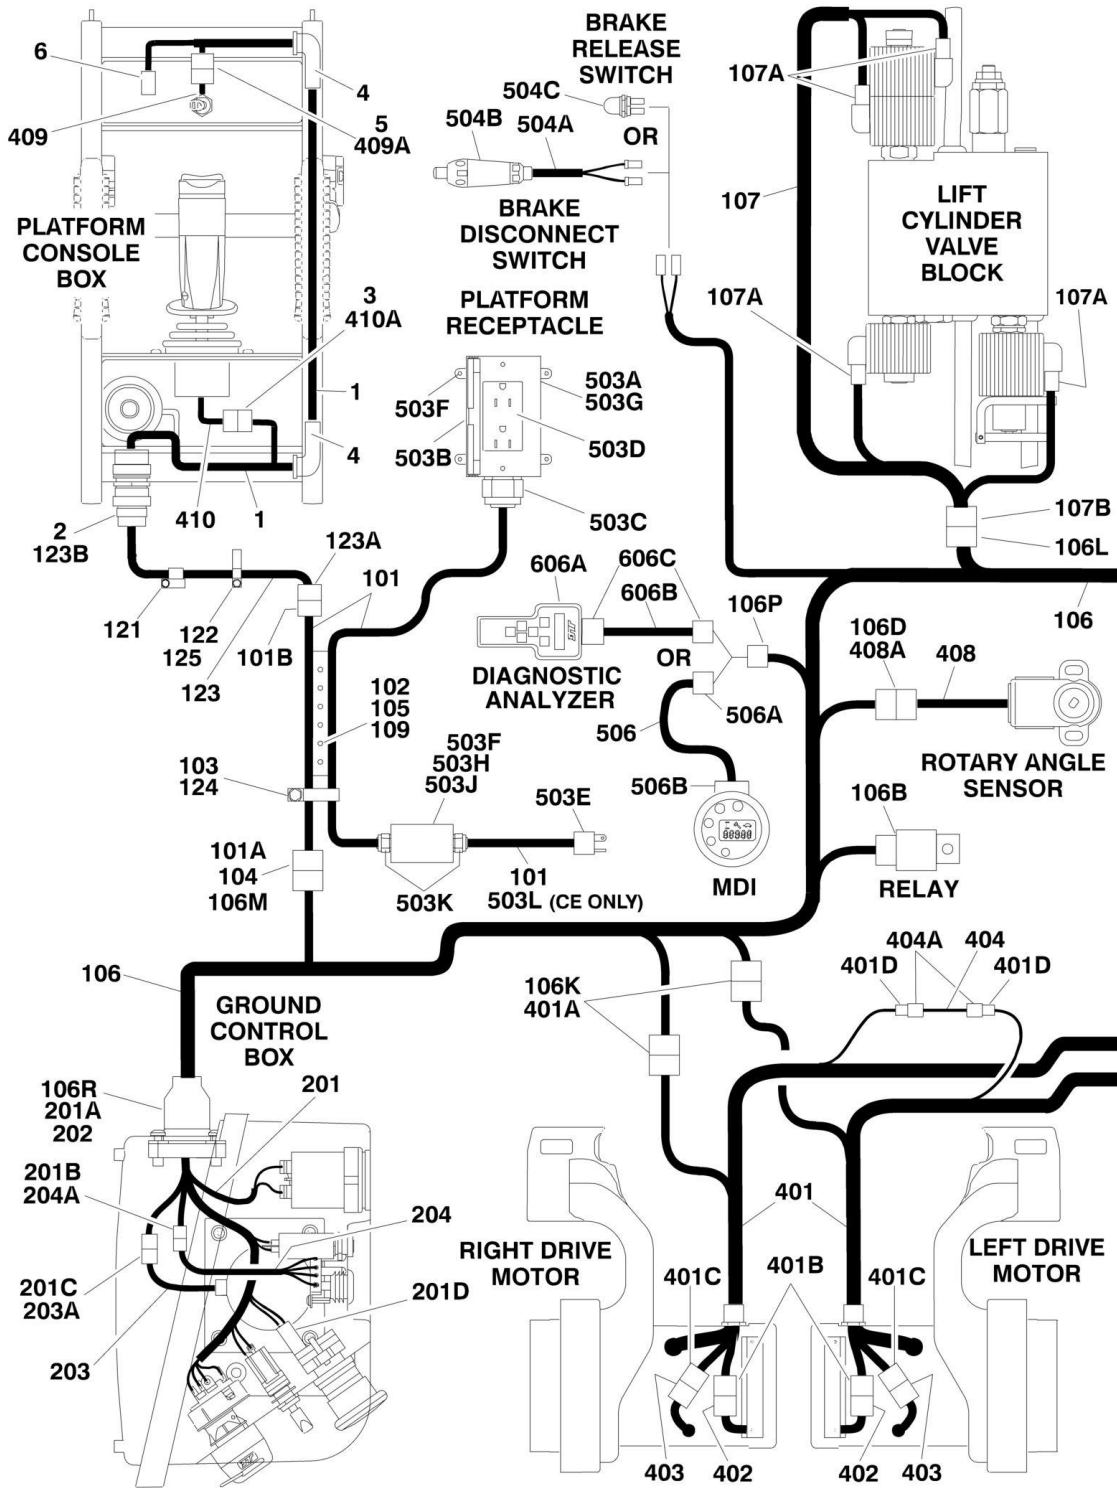 6
409
4
5
409A
PLATFORM
CONSOLE
BOX
3
410A
1
4
2
123B
410
1
BRAKE
RELEASE
SWITCH
504C
504B
504A
OR
BRAKE
DISCONNECT
SWITCH
PLATFORM
RECEPTACLE
503F
503A
503G
503B
503D
503C
107A
107
LIFT
CYLINDER
VALVE
BLOCK
107A
107A
107B
106L
106
121
122
125
123
101B
123A
101
102
105
109
606A
606C
606B
106P
OR
DIAGNOSTIC
ANALYZER
506
506A
506B
MDI
106D
408A
408
ROTARY ANGLE
SENSOR
106B
RELAY
103
124
503F
503H
503J
503E
101A
104
106M
503K
101
503L (CE ONLY)
106
GROUND
CONTROL
BOX
106K
401A
404A
404
401D
401D
106R
201A
202
201
201B
204A
204
201C
203A
201D
203
RIGHT DRIVE
MOTOR
401
LEFT DRIVE
MOTOR
401C
401B
401C
403
402
402
403